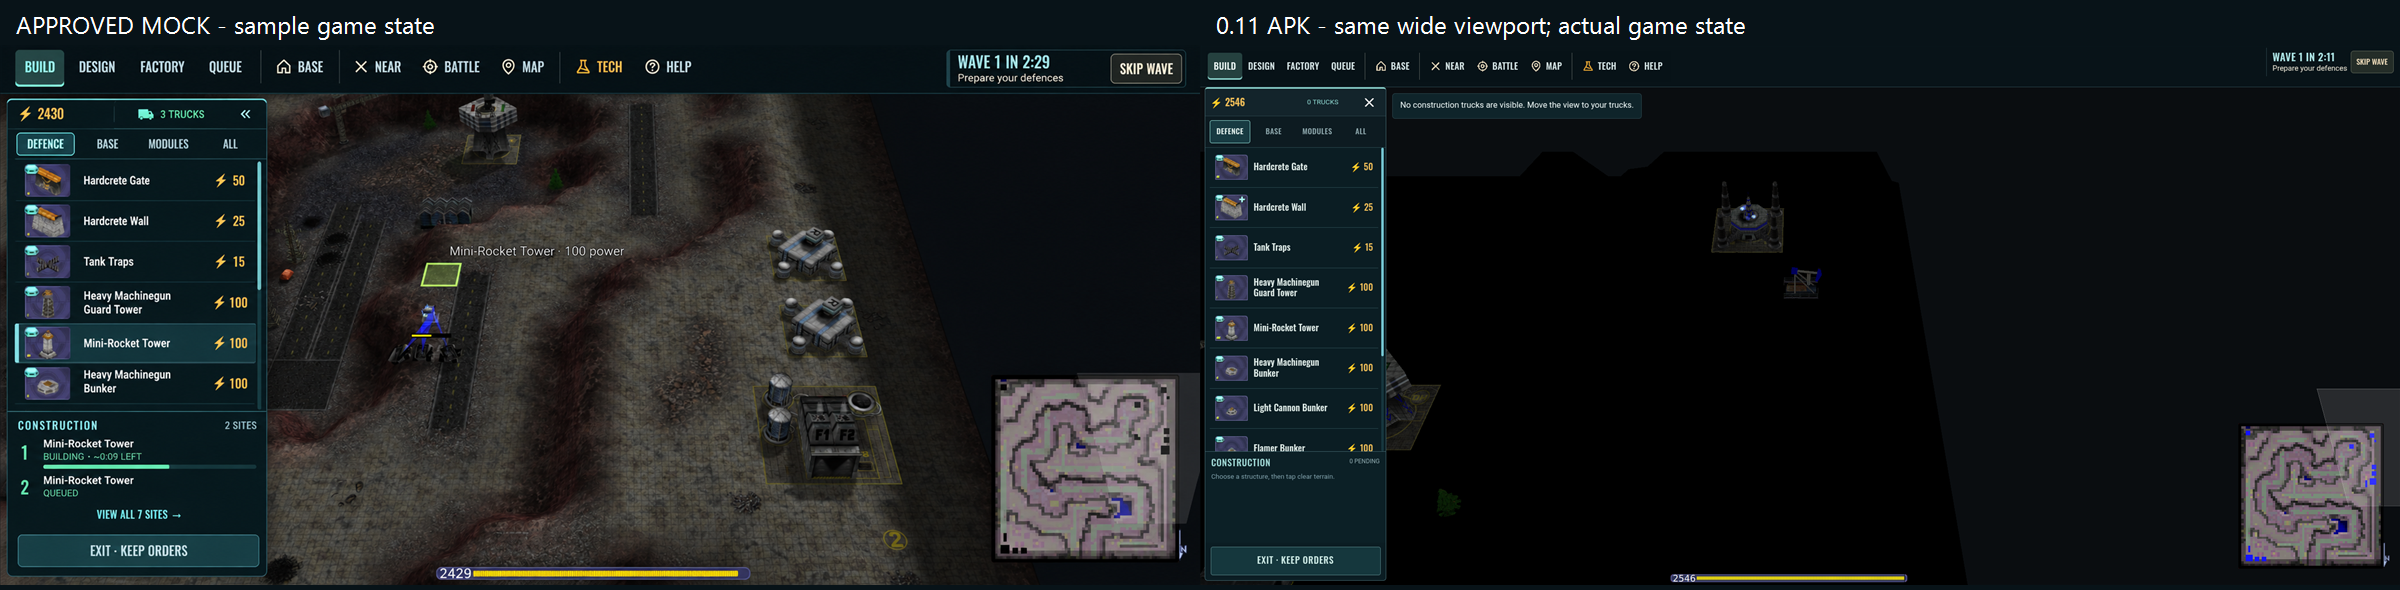 APPROVED MOCK - sample game state
BUILD DESIGN FACTORY QUEUE BASE NEAR BATTLE MAP TECH HELP
WAVE 1 IN 2:29
Prepare your defences
SKIP WAVE
2430 3 TRUCKS «
DEFENCE BASE MODULES ALL
Hardcrete Gate 50
Hardcrete Wall 25
Tank Traps 15
Heavy Machinegun
Guard Tower 100
Mini-Rocket Tower 100
Heavy Machinegun
Bunker 100
CONSTRUCTION 2 SITES
1 Mini-Rocket Tower
BUILDING • ~0:09 LEFT
2 Mini-Rocket Tower
QUEUED
VIEW ALL 7 SITES →
EXIT · KEEP ORDERS
Mini-Rocket Tower · 100 power
F1 F2
2
N
2429
0.11 APK - same wide viewport; actual game state
BUILD DESIGN FACTORY QUEUE BASE NEAR BATTLE MAP TECH HELP
WAVE 1 IN 2:11
Prepare your defences
SKIP WAVE
2546 0 TRUCKS
No construction trucks are visible. Move the view to your trucks.
DEFENCE BASE MODULES ALL
Hardcrete Gate 50
Hardcrete Wall 25
Tank Traps 15
Heavy Machinegun
Guard Tower 100
Mini-Rocket Tower 100
Heavy Machinegun
Bunker 100
Light Cannon Bunker 100
Flamer Bunker 100
CONSTRUCTION 0 PENDING
Choose a structure, then tap clear terrain.
EXIT · KEEP ORDERS
2546
N